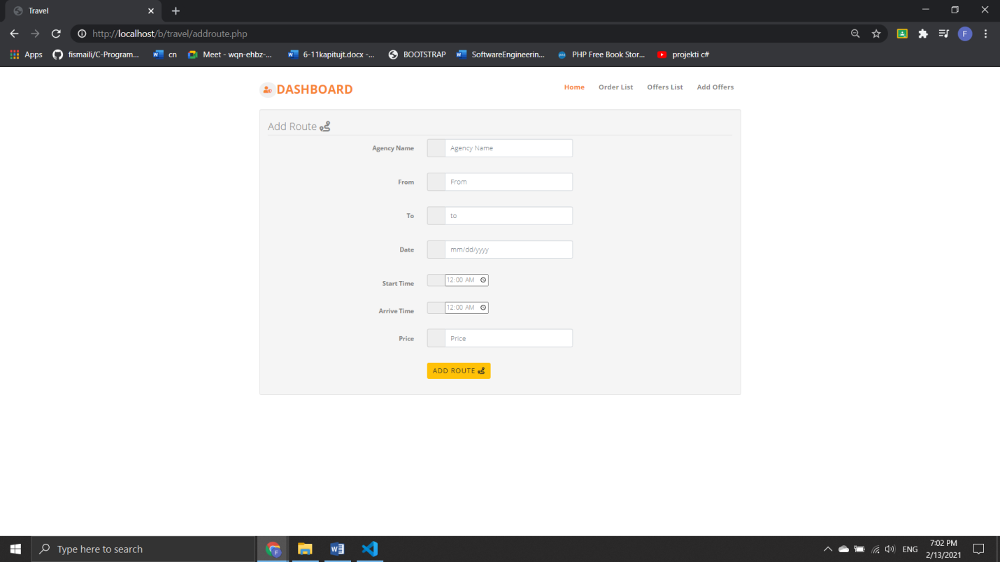 Travel
http://localhost/b/travel/addroute.php
F
Apps fismaili/C-Program... cn Meet - wqn-ehbz-... 6-11kapitujt.docx -... BOOTSTRAP SoftwareEngineerin... PHP Free Book Stor... projekti c#
DASHBOARD Home Order List Offers List Add Offers
Add Route
Agency Name Agency Name
From From
To to
Date mm/dd/yyyy
Start Time 12:00 AM
Arrive Time 12:00 AM
Price Price
ADD ROUTE
Type here to search ENG 7:02 PM
2/13/2021